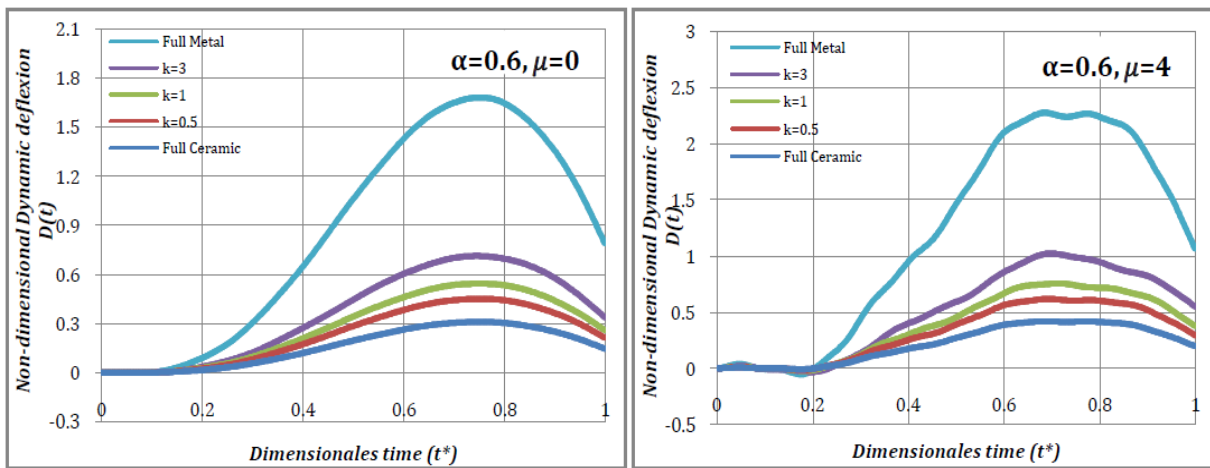 Non-dimensional Dynamic deflexion
D(t)
2.1
1.8
1.5
1.2
0.9
0.6
0.3
0
-0.3
Full Metal
k=3
k=1
k=0.5
Full Ceramic
α=0.6, μ=0
0 0.2 0.4 0.6 0.8 1
Dimensionales time (t*)
Non-dimensional Dynamic deflexion
D(t)
3
2.5
2
1.5
1
0.5
0
-0.5
Full Metal
k=3
k=1
k=0.5
Full Ceramic
α=0.6, μ=4
0 0.2 0.4 0.6 0.8 1
Dimensionales time (t*)